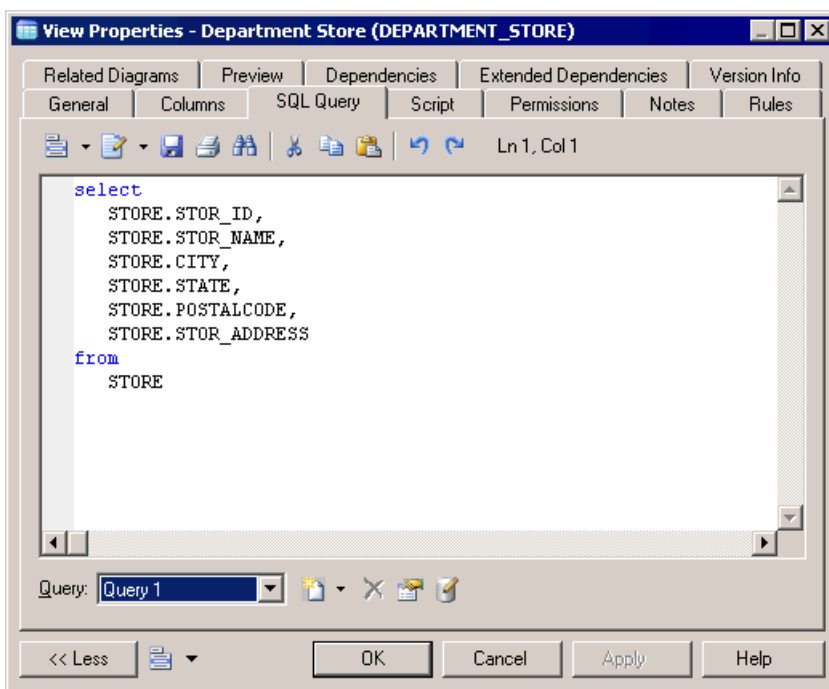 View Properties - Department Store (DEPARTMENT_STORE)
Related Diagrams Preview Dependencies Extended Dependencies Version Info
General Columns SQL Query Script Permissions Notes Rules
Ln 1, Col 1
select
STORE.STOR_ID,
STORE.STOR_NAME,
STORE.CITY,
STORE.STATE,
STORE.POSTALCODE,
STORE.STOR_ADDRESS
from
STORE
Query: Query 1
<< Less OK Cancel Apply Help